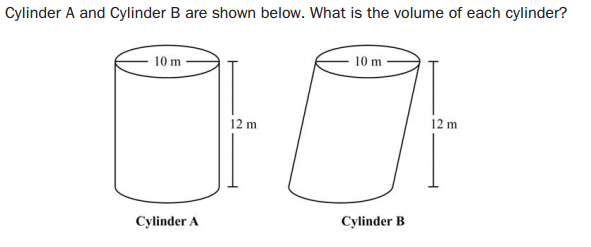 Cylinder A and Cylinder B are shown below. What is the volume of each cylinder?
10 m
10 m
12 m
12 m
Cylinder A
Cylinder B